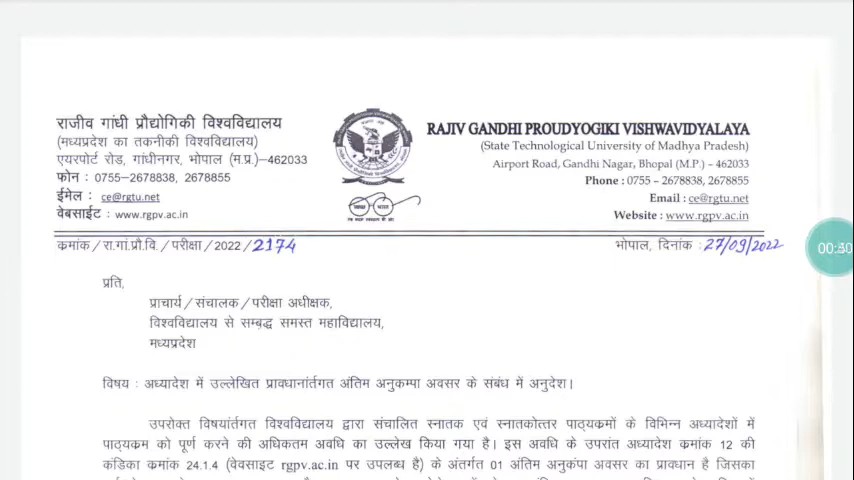 राजीव गांधी प्रौद्योगिकी विश्वविद्यालय
(मध्यप्रदेश का तकनीकी विश्वविद्यालय)
एयरपोर्ट रोड, गांधीनगर, भोपाल (म.प्र.)–462033
फोन : 0755-2678838, 2678855
ईमेल : ce@rgtu.net
वेबसाईट : www.rgpv.ac.in
RAJIV GANDHI PROUDYOGIKI VISHWAVIDYALAYA
(State Technological University of Madhya Pradesh)
Airport Road, Gandhi Nagar, Bhopal (M.P.) – 462033
Phone : 0755 – 2678838, 2678855
Email : ce@rgtu.net
Website : www.rgpv.ac.in
क्रमांक/रा.गां.प्रौ.वि./परीक्षा/2022/2174
भोपाल, दिनांक : 27/09/2022
00:30
प्रति,
प्राचार्य/संचालक/परीक्षा अधीक्षक,
विश्वविद्यालय से सम्बद्ध समस्त महाविद्यालय,
मध्यप्रदेश
विषय : अध्यादेश में उल्लेखित प्रावधानांर्तगत अंतिम अनुकम्पा अवसर के संबंध में अनुदेश।
उपरोक्त विषयांर्तगत विश्वविद्यालय द्वारा संचालित स्नातक एवं स्नातकोत्तर पाठ्यक्रमों के विभिन्न अध्यादेशों में
पाठ्यक्रम को पूर्ण करने की अधिकतम अवधि का उल्लेख किया गया है। इस अवधि के उपरांत अध्यादेश क्रमांक 12 की
कंडिका क्रमांक 24.1.4 (वेवसाइट rgpv.ac.in पर उपलब्ध है) के अंतर्गत 01 अंतिम अनुकंपा अवसर का प्रावधान है जिसका